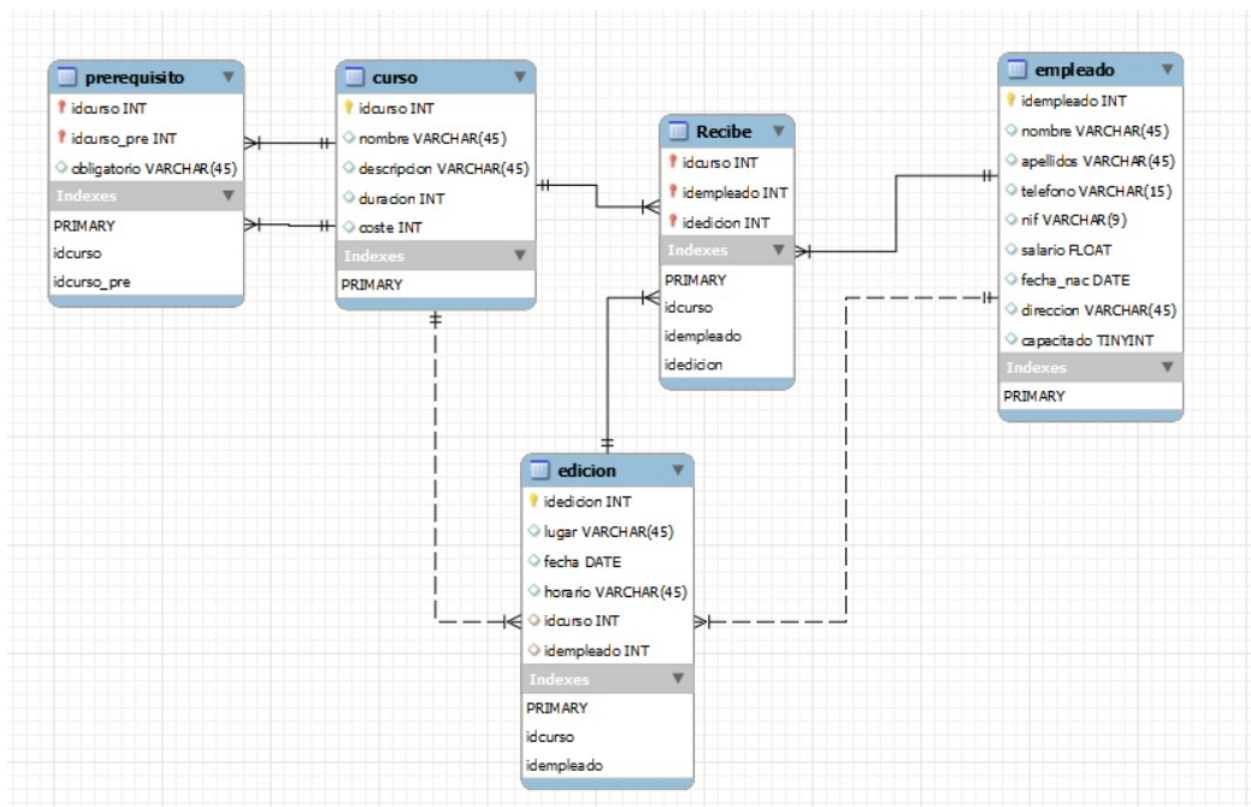 prerequisito
idcurso INT
idcurso_pre INT
obligatorio VARCHAR(45)
Indexes
PRIMARY
idcurso
idcurso_pre
curso
idcurso INT
nombre VARCHAR(45)
descripcion VARCHAR(45)
duracion INT
coste INT
Indexes
PRIMARY
Recibe
idcurso INT
idempleado INT
idedicion INT
Indexes
PRIMARY
idcurso
idempleado
idedicion
empleado
idempleado INT
nombre VARCHAR(45)
apellidos VARCHAR(45)
telefono VARCHAR(15)
nif VARCHAR(9)
salario FLOAT
fecha_nac DATE
direccion VARCHAR(45)
capacitado TINYINT
Indexes
PRIMARY
edicion
idedicion INT
lugar VARCHAR(45)
fecha DATE
horario VARCHAR(45)
idcurso INT
idempleado INT
Indexes
PRIMARY
idcurso
idempleado